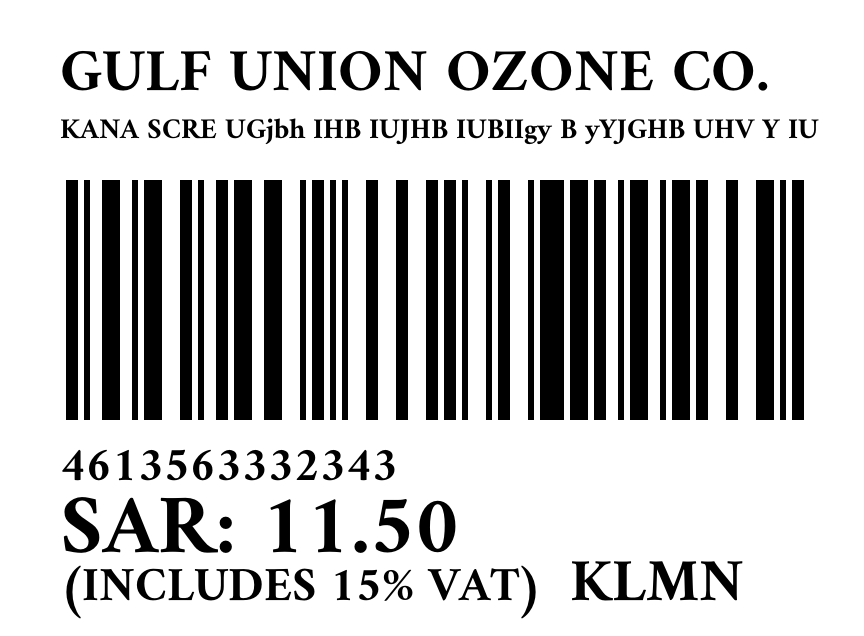 GULF UNION OZONE CO.
KANA SCRE UGjbh IHB IUJHB IUBIIgy B yYJGHB UHV Y IU
4613563332343
SAR: 11.50
(INCLUDES 15% VAT) KLMN